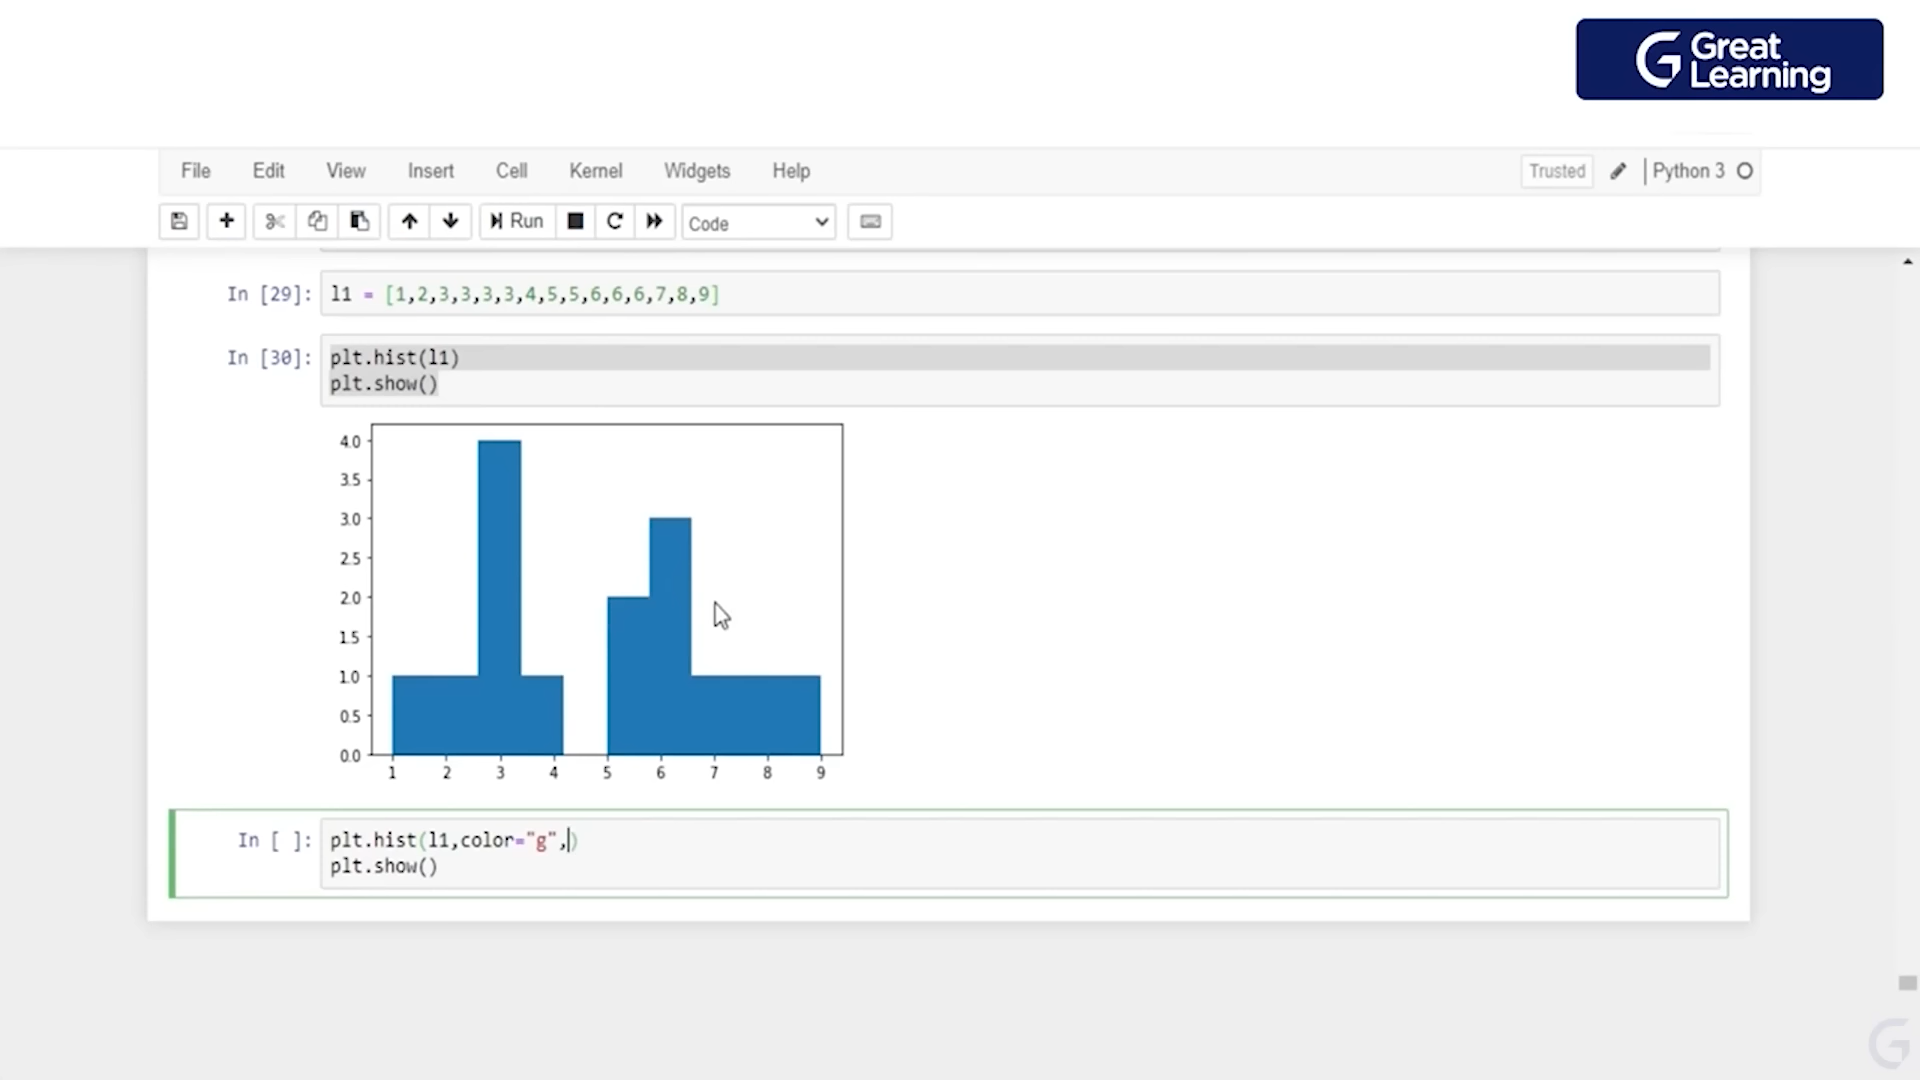 Great
Learning
File Edit View Insert Cell Kernel Widgets Help Trusted Python 3
Run Code
In [29]: l1 = [1,2,3,3,3,3,4,5,5,6,6,6,7,8,9]
In [30]: plt.hist(l1)
plt.show()
4.0
3.5
3.0
2.5
2.0
1.5
1.0
0.5
0.0
1 2 3 4 5 6 7 8 9
In [ ]: plt.hist(l1,color="g",)
plt.show()